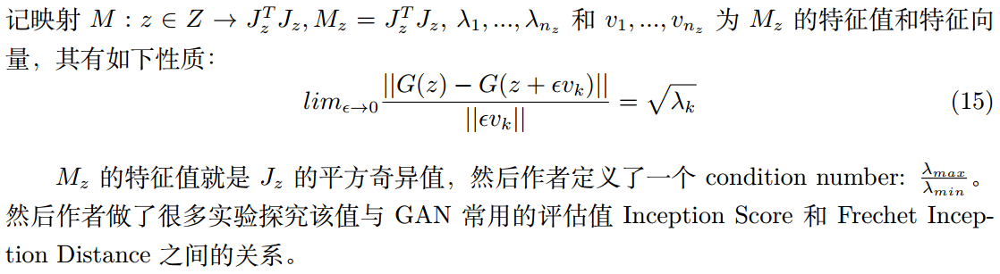 记映射 $M : z \in Z \rightarrow J_z^T J_z, M_z = J_z^T J_z$, $\lambda_1, ..., \lambda_{n_z}$ 和 $v_1, ..., v_{n_z}$ 为 $M_z$ 的特征值和特征向
量，其有如下性质：
$$lim_{\epsilon \rightarrow 0} \frac{||G(z) - G(z + \epsilon v_k)||}{||\epsilon v_k||} = \sqrt{\lambda_k} \quad (15)$$
$M_z$ 的特征值就是 $J_z$ 的平方奇异值，然后作者定义了一个 condition number: $\frac{\lambda_{max}}{\lambda_{min}}$。
然后作者做了很多实验探究该值与 GAN 常用的评估值 Inception Score 和 Frechet Incep-
tion Distance 之间的关系。